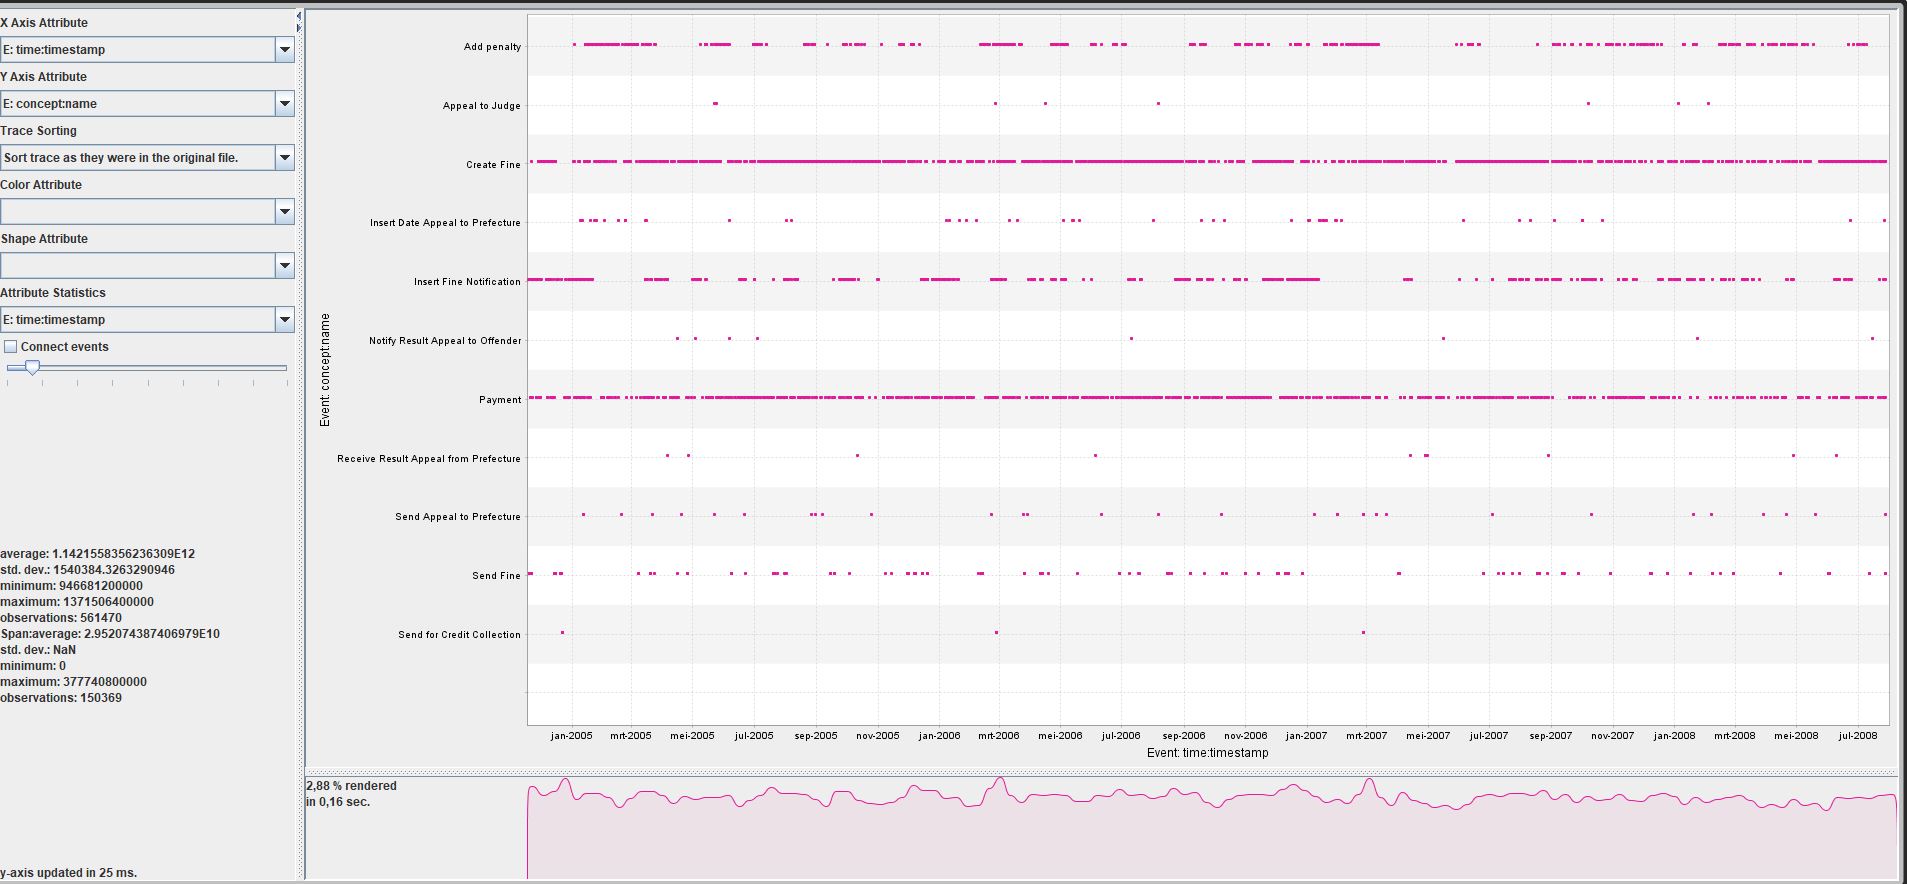 X Axis Attribute
E: time:timestamp
Y Axis Attribute
E: concept:name
Trace Sorting
Sort trace as they were in the original file.
Color Attribute
Shape Attribute
Attribute Statistics
E: time:timestamp
Connect events
average: 1.1421558356236309E12
std. dev.: 1540384.3263290946
minimum: 946681200000
maximum: 1371506400000
observations: 561470
Span:average: 2.952074387406979E10
std. dev.: NaN
minimum: 0
maximum: 377740800000
observations: 150369
y-axis updated in 25 ms.
Event: concept:name
Add penalty
Appeal to Judge
Create Fine
Insert Date Appeal to Prefecture
Insert Fine Notification
Notify Result Appeal to Offender
Payment
Receive Result Appeal from Prefecture
Send Appeal to Prefecture
Send Fine
Send for Credit Collection
jan-2005 mrt-2005 mei-2005 jul-2005 sep-2005 nov-2005 jan-2006 mrt-2006 mei-2006 jul-2006 sep-2006 nov-2006 jan-2007 mrt-2007 mei-2007 jul-2007 sep-2007 nov-2007 jan-2008 mrt-2008 mei-2008 jul-2008
Event: time:timestamp
2,88 % rendered
in 0,16 sec.